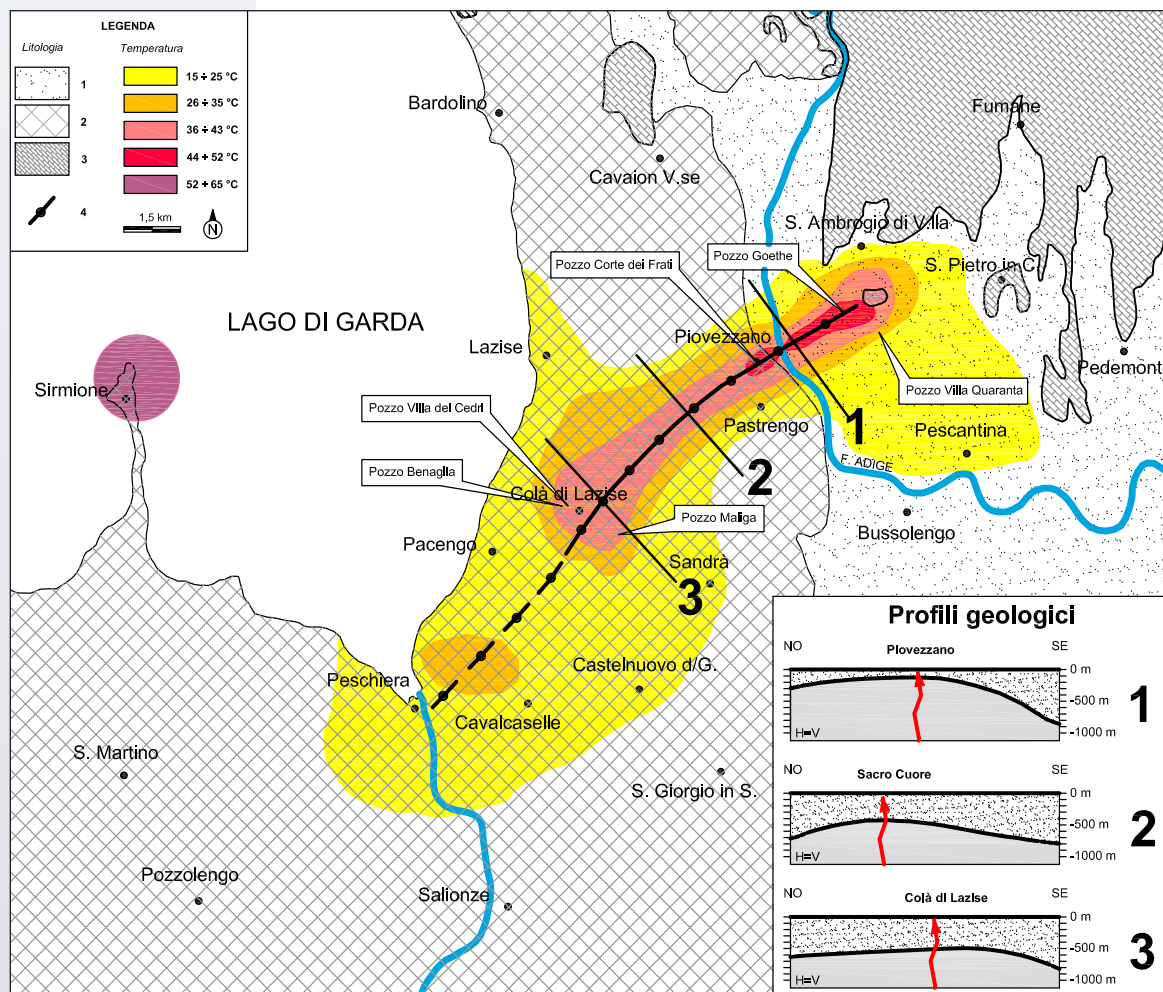 LEGENDA
Litologia
Temperatura
1
2
3
4
15 ÷ 25 °C
26 ÷ 35 °C
36 ÷ 43 °C
44 ÷ 52 °C
52 ÷ 65 °C
1,5 km
N
Bardolino
Cavaion V.se
Fumane
S. Ambrogio di V.lla
S. Pietro in C.
Pozzo Corte dei Frati
Pozzo Goethe
LAGO DI GARDA
Lazise
Piovezzano
Pedemonte
Sirmione
Pozzo Villa Quaranta
Pozzo Villa dei Cedri
Pastrengo
1
Pescantina
Pozzo Benaglia
2
F. ADIGE
Colà di Lazise
Pozzo Maliga
Bussolengo
Pacengo
Sandrà
3
Castelnuovo d/G.
Peschiera
Cavalcaselle
S. Martino
S. Giorgio in S.
Pozzolengo
Salionze
Profili geologici
NO
Piovezzano
SE
0 m
-500 m
-1000 m
H=V
1
NO
Sacro Cuore
SE
0 m
-500 m
-1000 m
H=V
2
NO
Colà di Lazise
SE
0 m
-500 m
-1000 m
H=V
3